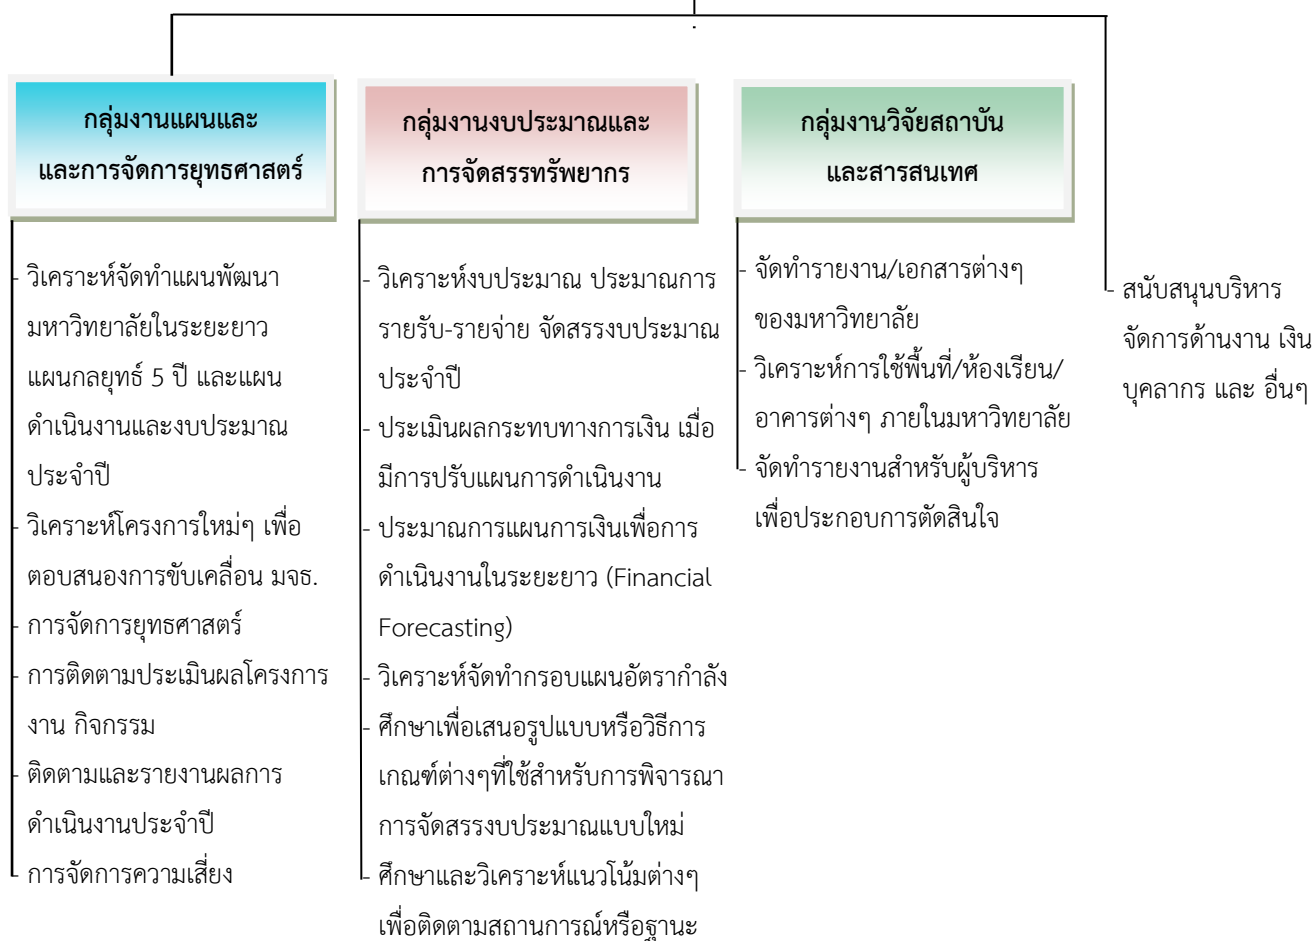 กลุ่มงานแผนและ
และการจัดการยุทธศาสตร์
- วิเคราะห์จัดทำแผนพัฒนา
มหาวิทยาลัยในระยะยาว
แผนกลยุทธ์ 5 ปี และแผน
ดำเนินงานและงบประมาณ
ประจำปี
- วิเคราะห์โครงการใหม่ๆ เพื่อ
ตอบสนองการขับเคลื่อน มจธ.
- การจัดการยุทธศาสตร์
- การติดตามประเมินผลโครงการ
งาน กิจกรรม
- ติดตามและรายงานผลการ
ดำเนินงานประจำปี
- การจัดการความเสี่ยง
กลุ่มงานงบประมาณและ
การจัดสรรทรัพยากร
- วิเคราะห์งบประมาณ ประมาณการ
รายรับ-รายจ่าย จัดสรรงบประมาณ
ประจำปี
- ประเมินผลกระทบทางการเงิน เมื่อ
มีการปรับแผนการดำเนินงาน
- ประมาณการแผนการเงินเพื่อการ
ดำเนินงานในระยะยาว (Financial
Forecasting)
- วิเคราะห์จัดทำกรอบแผนอัตรากำลัง
- ศึกษาเพื่อเสนอรูปแบบหรือวิธีการ
เกณฑ์ต่างๆที่ใช้สำหรับการพิจารณา
การจัดสรรงบประมาณแบบใหม่
- ศึกษาและวิเคราะห์แนวโน้มต่างๆ
เพื่อติดตามสถานการณ์หรือฐานะ
กลุ่มงานวิจัยสถาบัน
และสารสนเทศ
- จัดทำรายงาน/เอกสารต่างๆ
ของมหาวิทยาลัย
- วิเคราะห์การใช้พื้นที่/ห้องเรียน/
อาคารต่างๆ ภายในมหาวิทยาลัย
- จัดทำรายงานสำหรับผู้บริหาร
เพื่อประกอบการตัดสินใจ
- สนับสนุนบริหาร
จัดการด้านงาน เงิน
บุคลากร และ อื่นๆ